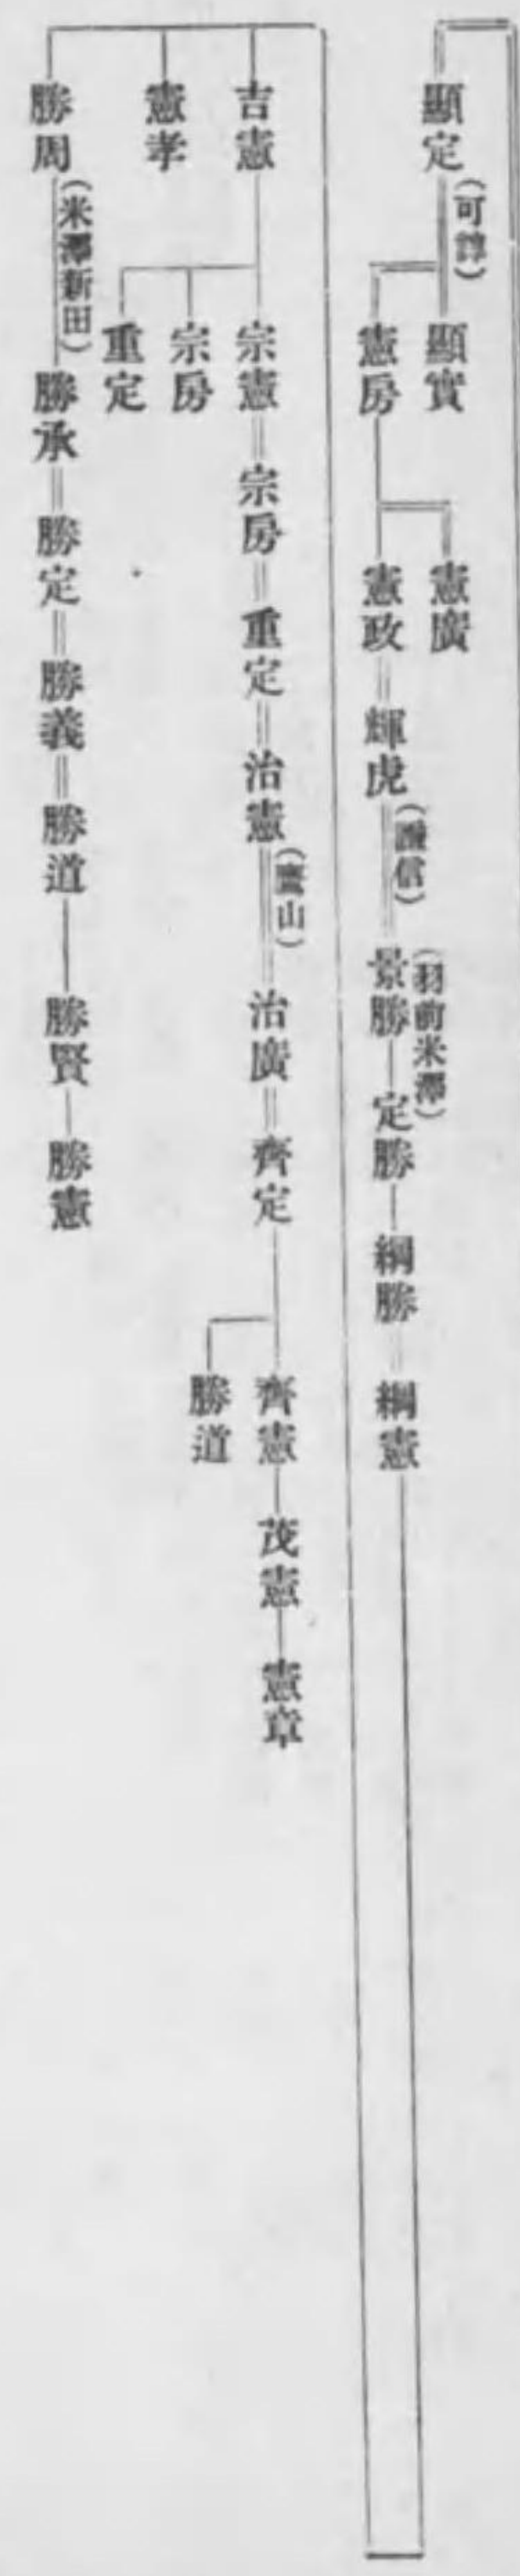 顯定(可諄)顯實
憲廣
憲房 憲政 輝虎(謙信)景勝(羽前米澤)定勝 綱勝 綱憲
吉憲 宗憲 宗房 重定 治憲(鷹山)治廣 齊定 齊憲 茂憲 憲章
宗房
勝道
憲孝
重定
勝周(米澤新田)勝承 勝定 勝義 勝道 勝賢 勝憲